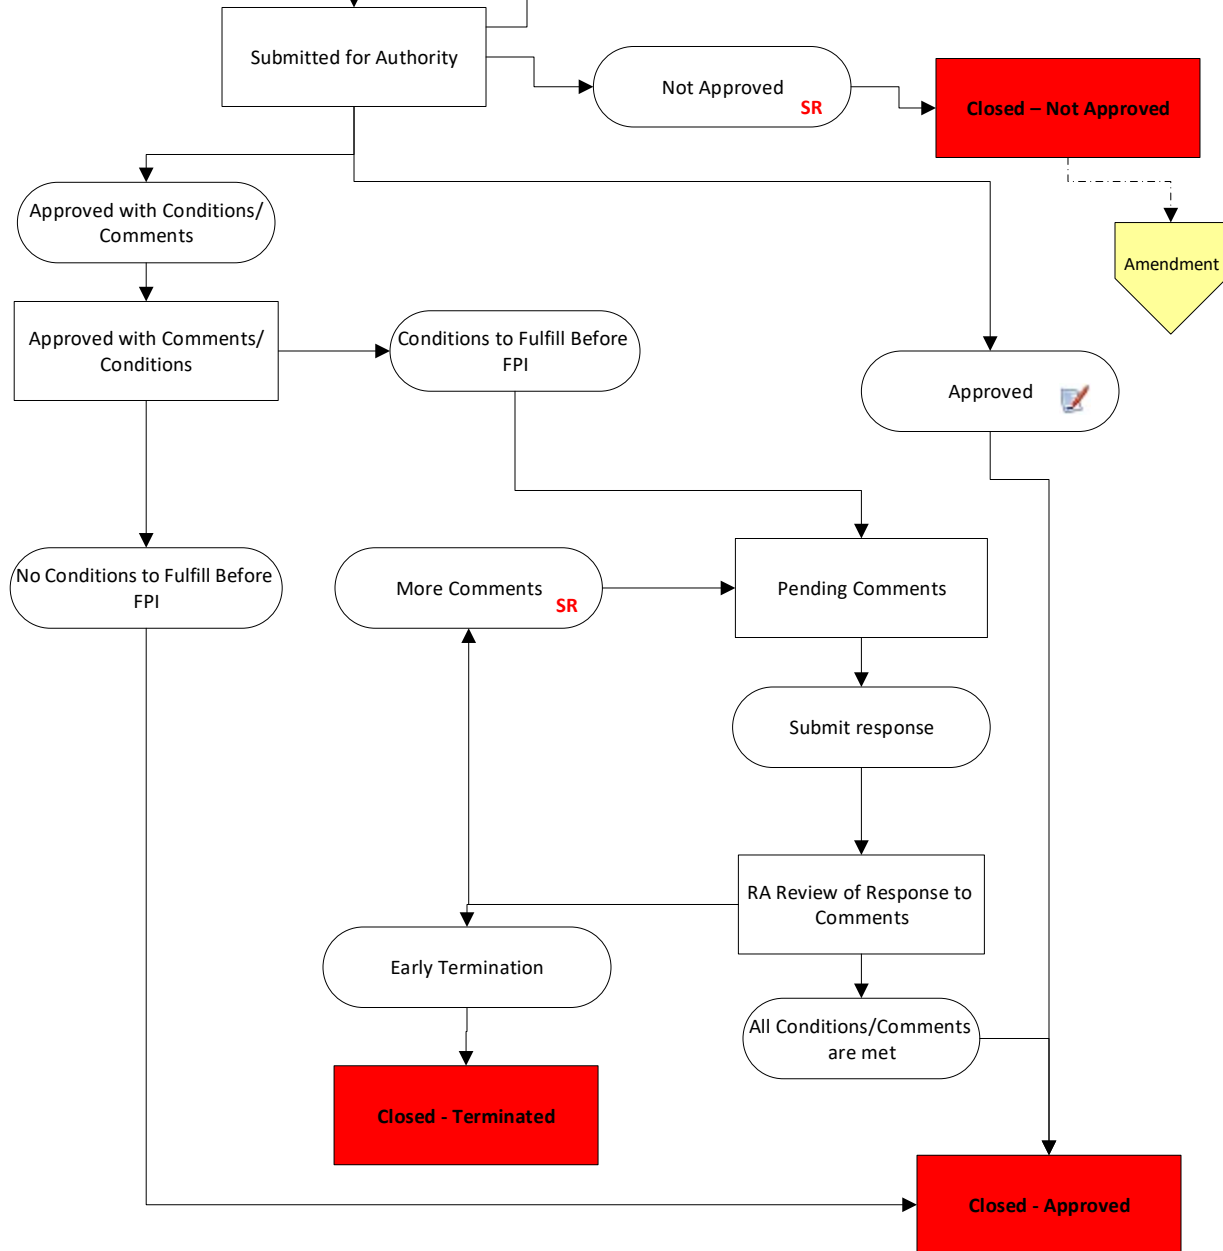 Submitted for Authority
Not Approved
SR
Closed – Not Approved
Approved with Conditions/
Comments
Amendment
Approved with Comments/
Conditions
Conditions to Fulfill Before
FPI
Approved
No Conditions to Fulfill Before
FPI
More Comments
SR
Pending Comments
Submit response
RA Review of Response to
Comments
Early Termination
All Conditions/Comments
are met
Closed - Terminated
Closed - Approved